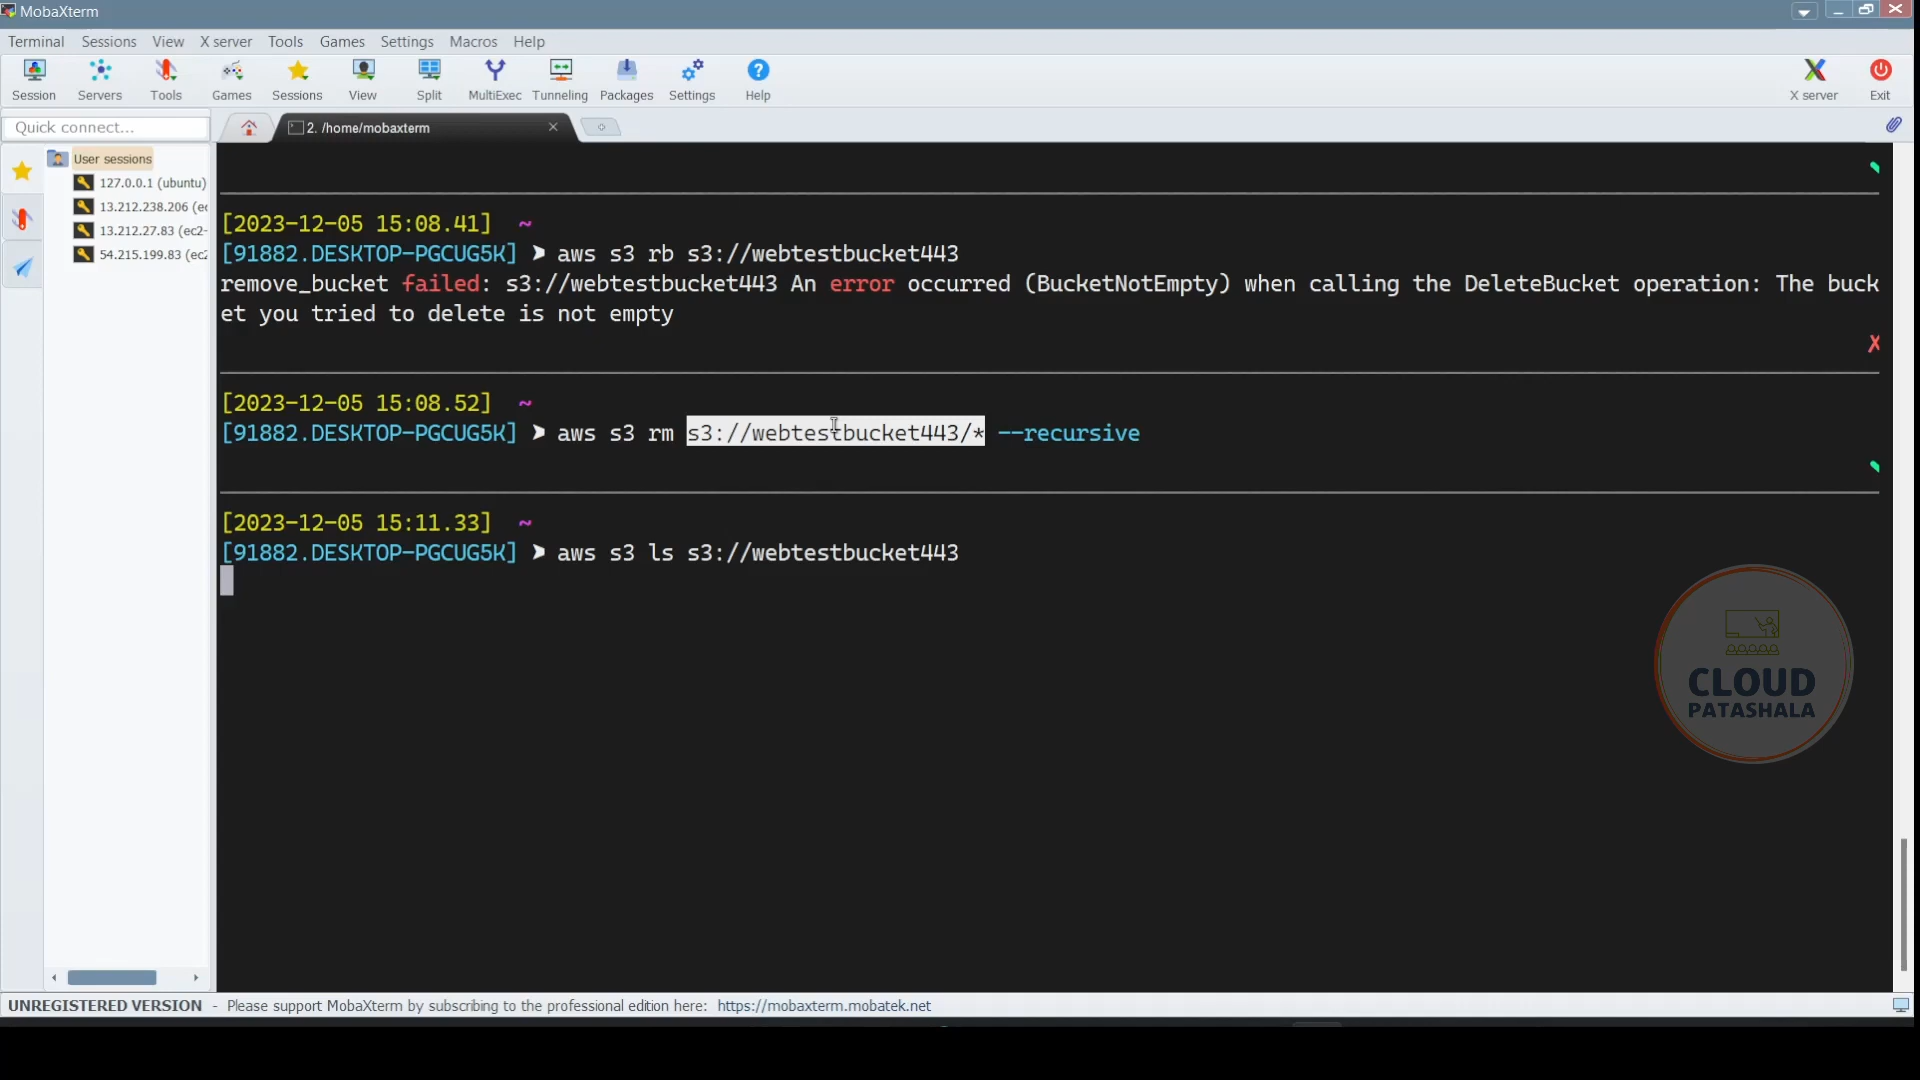 MobaXterm
Terminal Sessions View X server Tools Games Settings Macros Help
Session Servers Tools Games Sessions View Split MultiExec Tunneling Packages Settings Help X server Exit
Quick connect...
2. /home/mobaxterm
User sessions
127.0.0.1 (ubuntu)
13.212.238.206 (ec
13.212.27.83 (ec2-
54.215.199.83 (ec2
[2023-12-05 15:08.41] ~
[91882.DESKTOP-PGCUG5K] ➤ aws s3 rb s3://webtestbucket443
remove_bucket failed: s3://webtestbucket443 An error occurred (BucketNotEmpty) when calling the DeleteBucket operation: The buck
et you tried to delete is not empty
✗
[2023-12-05 15:08.52] ~
[91882.DESKTOP-PGCUG5K] ➤ aws s3 rm s3://webtestbucket443/* --recursive
[2023-12-05 15:11.33] ~
[91882.DESKTOP-PGCUG5K] ➤ aws s3 ls s3://webtestbucket443
CLOUD
PATASHALA
UNREGISTERED VERSION - Please support MobaXterm by subscribing to the professional edition here: https://mobaxterm.mobatek.net